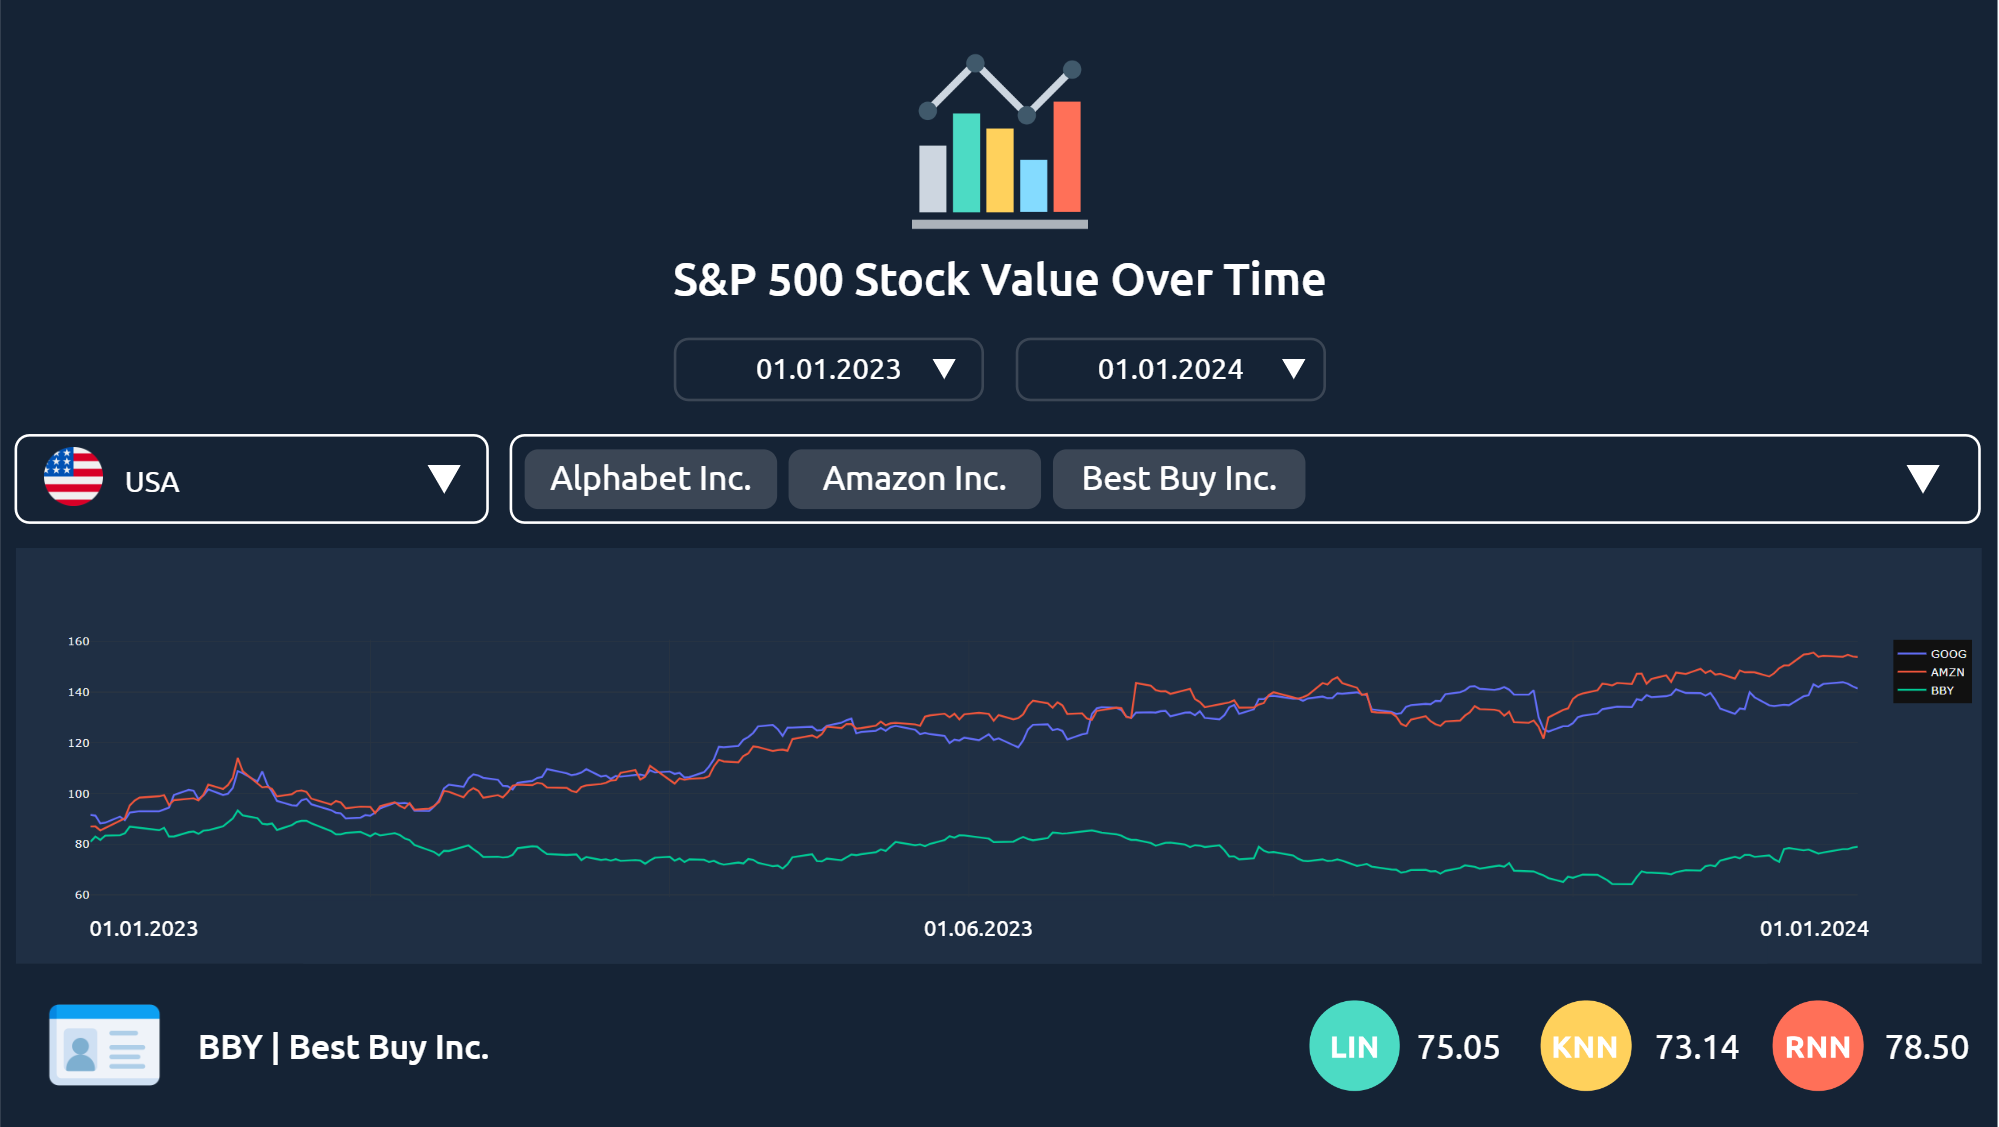 S&P 500 Stock Value Over Time
01.01.2023
01.01.2024
USA
Alphabet Inc.
Amazon Inc.
Best Buy Inc.
160
140
120
100
80
60
GOOG
AMZN
BBY
01.01.2023
01.06.2023
01.01.2024
BBY | Best Buy Inc.
LIN 75.05
KNN 73.14
RNN 78.50